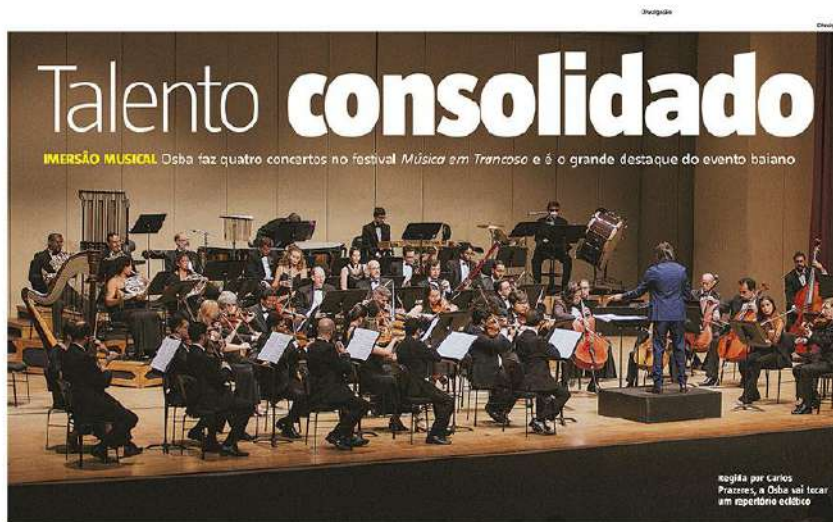 Divulgação
Talento consolidado
IMERSÃO MUSICAL Osba faz quatro concertos no festival Música em Trancoso e é o grande destaque do evento baiano
Regida por Carlos
Prazeres, a Osba vai tocar
um repertório eclético